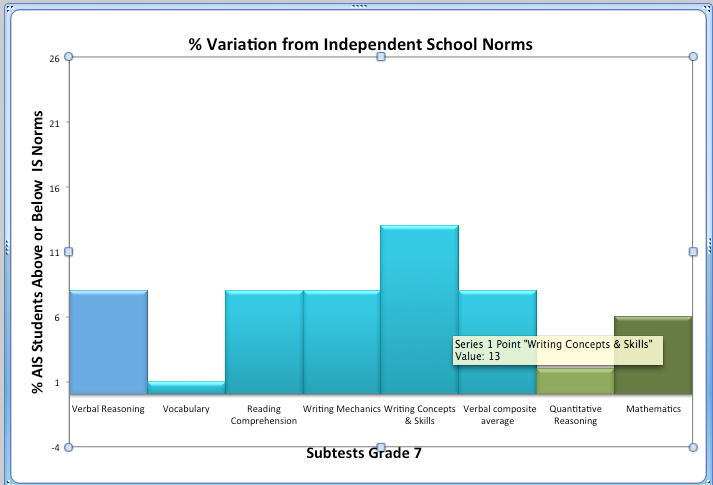 % Variation from Independent School Norms
% AIS Students Above or Below IS Norms
26
21
16
11
6
1
-4
Series 1 Point "Writing Concepts & Skills"
Value: 13
Verbal Reasoning
Vocabulary
Reading
Comprehension
Writing Mechanics
Writing Concepts
& Skills
Verbal composite
average
Quantitative
Reasoning
Mathematics
Subtests Grade 7